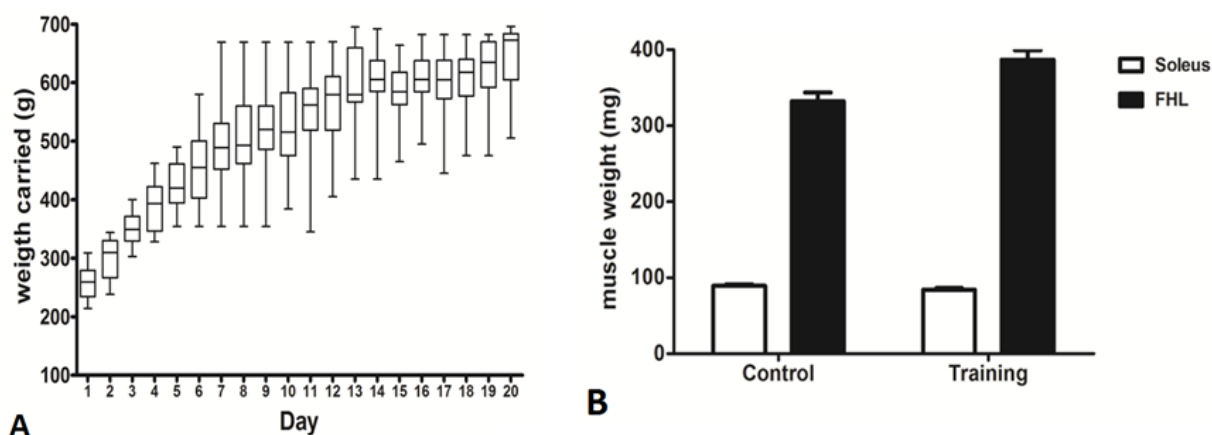 700
600
500
400
300
200
100
weigth carried (g)
1 2 3 4 5 6 7 8 9 10 11 12 13 14 15 16 17 18 19 20
Day
A
400
300
200
100
0
muscle weight (mg)
Control Training
Soleus
FHL
B